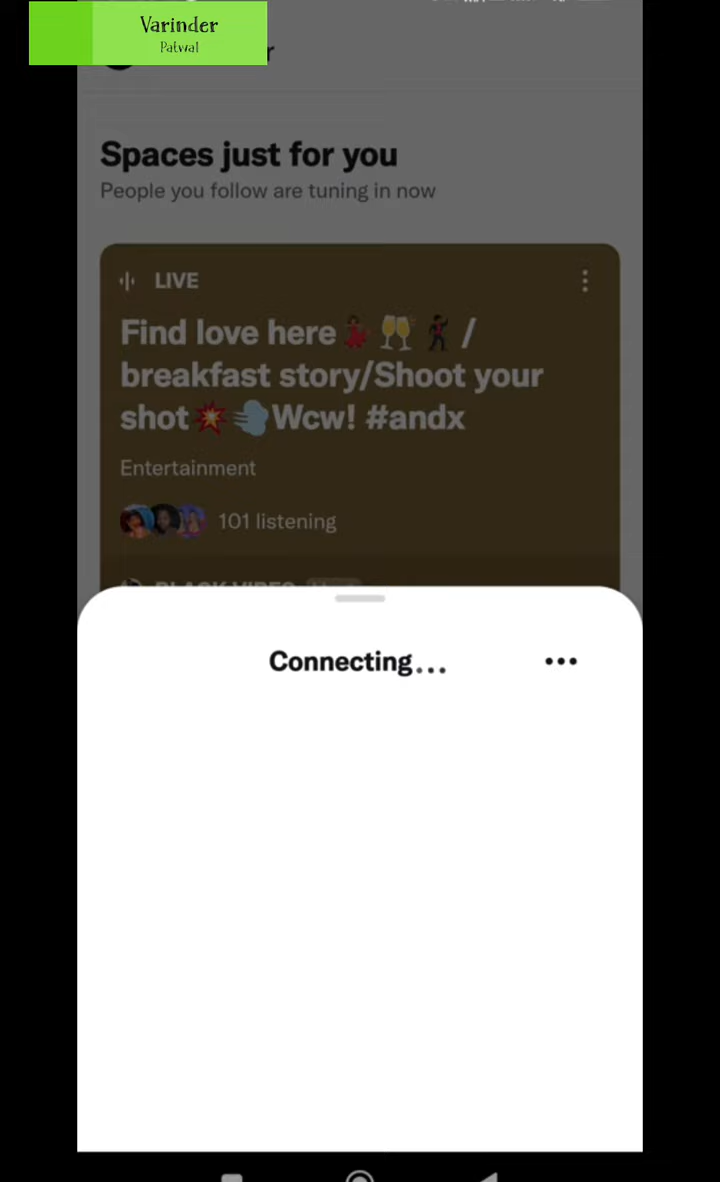 Varinder
Patwal
Spaces just for you
People you follow are tuning in now
LIVE
Find love here💃🥂🕺/
breakfast story/Shoot your
shot💥💨Wcw! #andx
Entertainment
101 listening
Connecting...